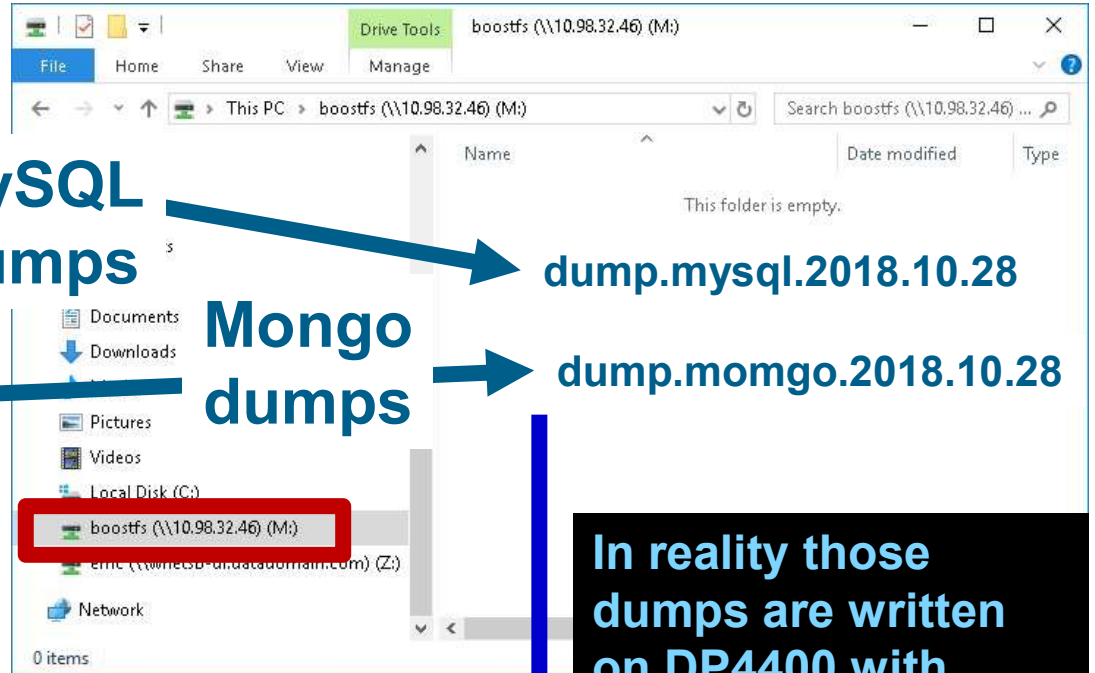 Drive Tools
boostfs (\\10.98.32.46) (M:)
File Home Share View Manage
This PC > boostfs (\\10.98.32.46) (M:)
Search boostfs (\\10.98.32.46) ...
Name Date modified Type
This folder is empty.
ySQL
umps
dump.mysql.2018.10.28
Documents
Mongo
dumps
Downloads
dump.momgo.2018.10.28
Pictures
Videos
Local Disk (C:)
boostfs (\\10.98.32.46) (M:)
(Z:)
Network
0 items
In reality those
dumps are written
on DP4400 with